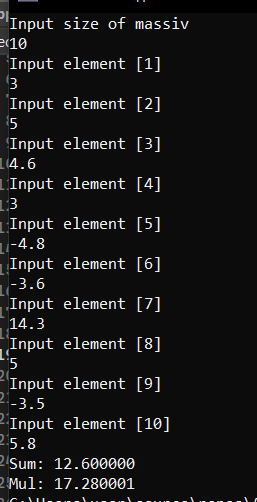 Input size of massiv
10
Input element [1]
3
Input element [2]
5
Input element [3]
4.6
Input element [4]
3
Input element [5]
-4.8
Input element [6]
-3.6
Input element [7]
14.3
Input element [8]
5
Input element [9]
-3.5
Input element [10]
5.8
Sum: 12.600000
Mul: 17.280001